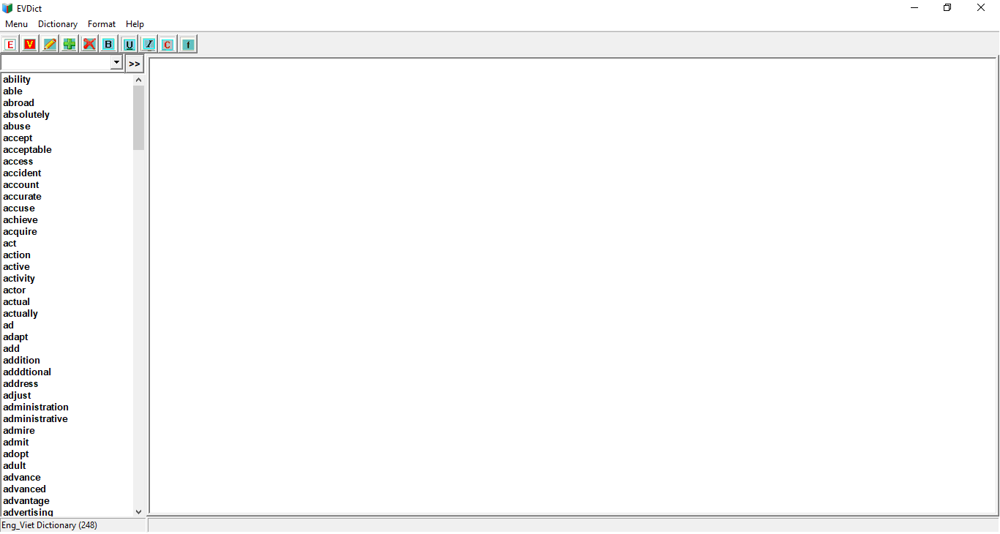 EVDict
Menu Dictionary Format Help
E V B U I C f
>>
ability
able
abroad
absolutely
abuse
accept
acceptable
access
accident
account
accurate
accuse
achieve
acquire
act
action
active
activity
actor
actual
actually
ad
adapt
add
addition
adddtional
address
adjust
administration
administrative
admire
admit
adopt
adult
advance
advanced
advantage
advertising
Eng_Viet Dictionary (248)